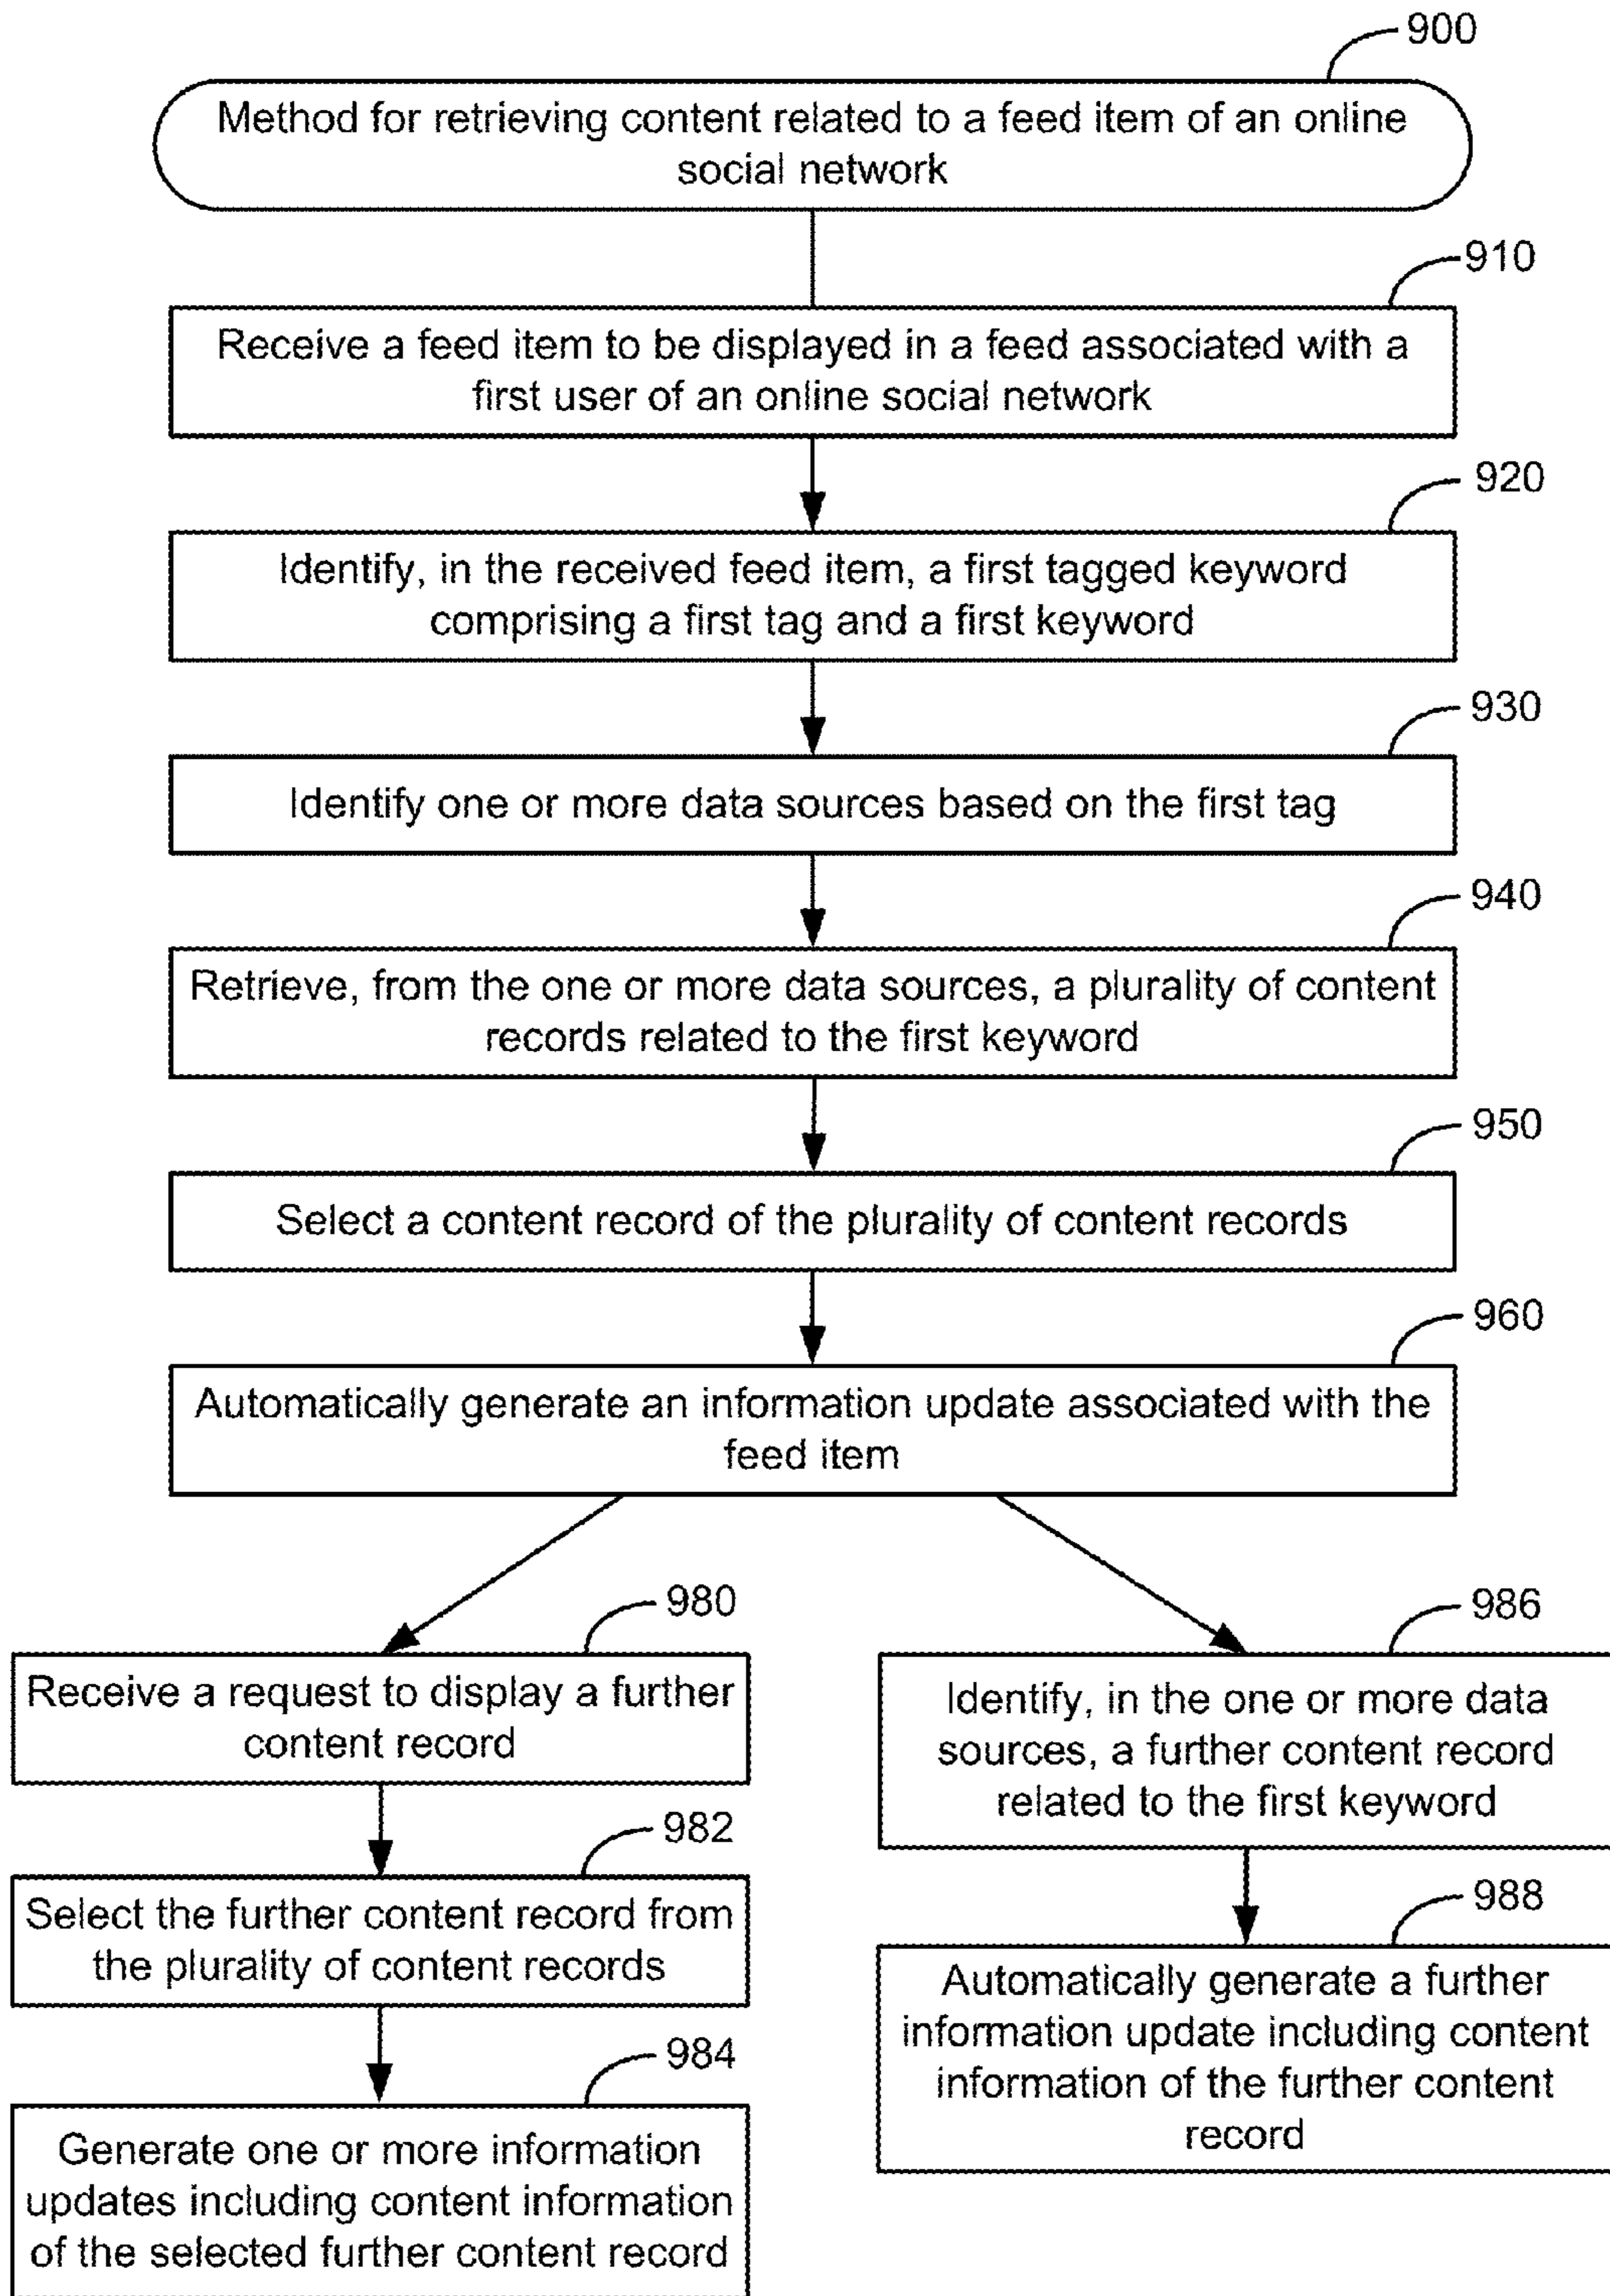 900
Method for retrieving content related to a feed item of an online
social network
910
Receive a feed item to be displayed in a feed associated with a
first user of an online social network
920
Identify, in the received feed item, a first tagged keyword
comprising a first tag and a first keyword
930
Identify one or more data sources based on the first tag
940
Retrieve, from the one or more data sources, a plurality of content
records related to the first keyword
950
Select a content record of the plurality of content records
960
Automatically generate an information update associated with the
feed item
980
Receive a request to display a further
content record
982
Select the further content record from
the plurality of content records
984
Generate one or more information
updates including content information
of the selected further content record
986
Identify, in the one or more data
sources, a further content record
related to the first keyword
988
Automatically generate a further
information update including content
information of the further content
record